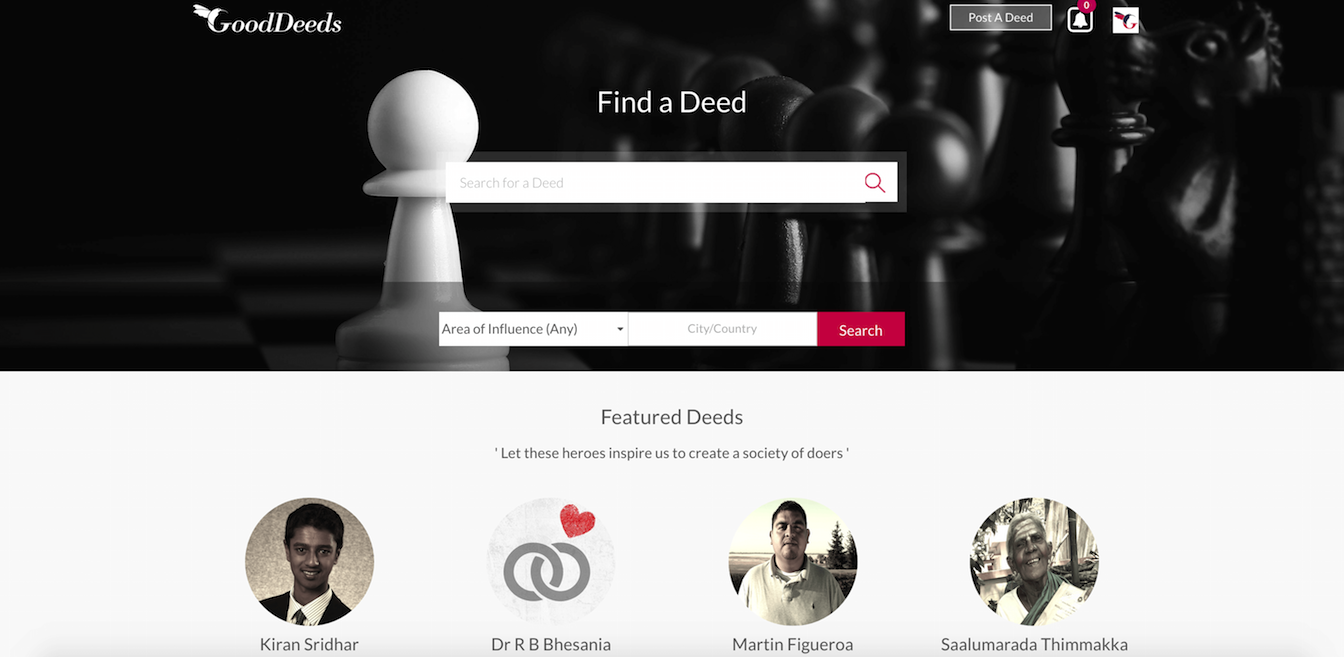 GoodDeeds
Post A Deed
0
Find a Deed
Search for a Deed
Area of Influence (Any)
City/Country
Search
Featured Deeds
' Let these heroes inspire us to create a society of doers '
Kiran Sridhar
Dr R B Bhesania
Martin Figueroa
Saalumarada Thimmakka